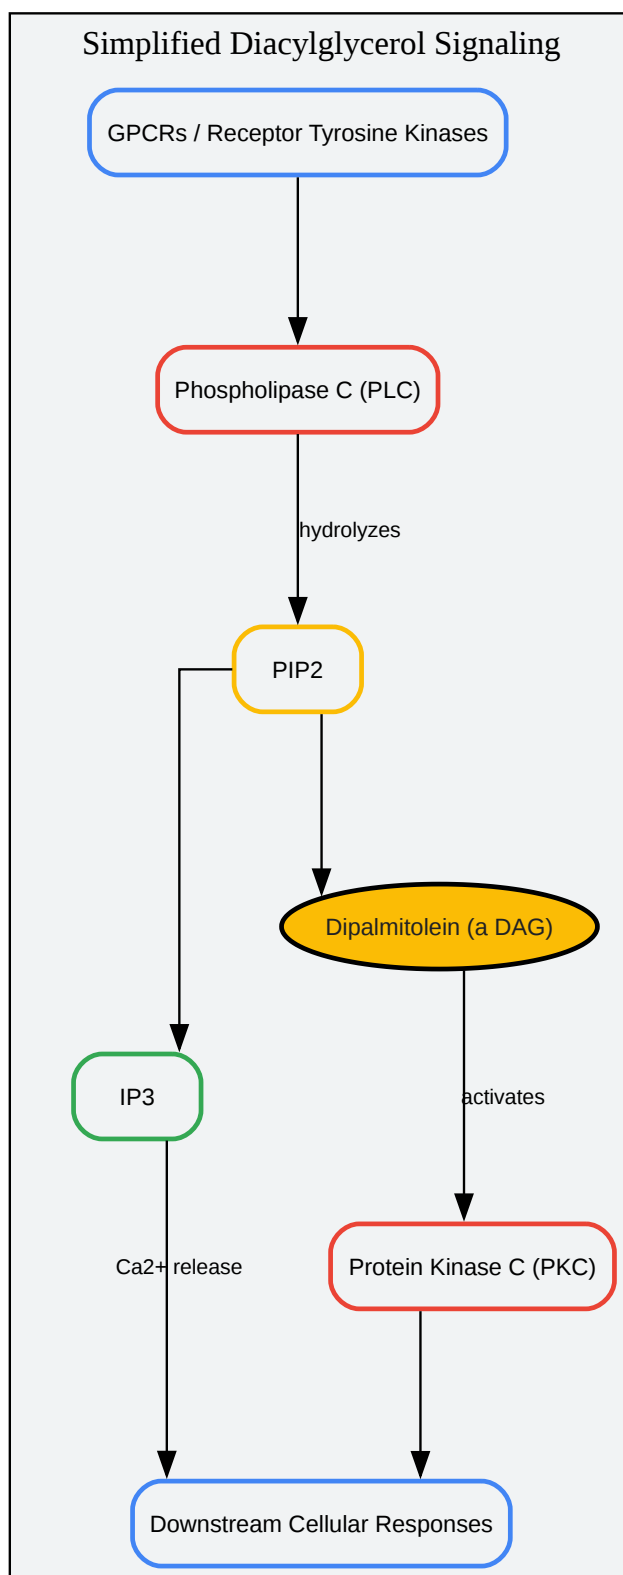 Simplified Diacylglycerol Signaling
GPCRs / Receptor Tyrosine Kinases
Phospholipase C (PLC)
hydrolyzes
PIP2
Dipalmitolein (a DAG)
IP3
activates
Ca2+ release
Protein Kinase C (PKC)
Downstream Cellular Responses